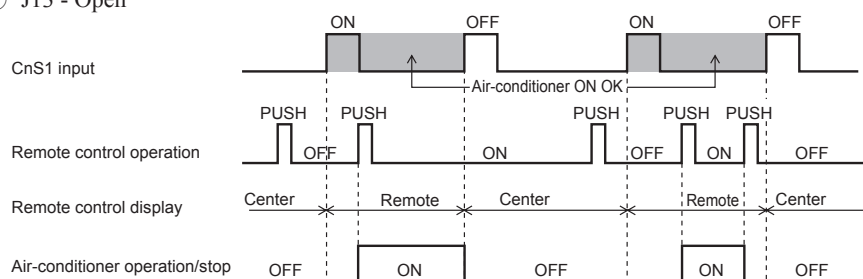 J13 - Open
ON OFF ON OFF
CnS1 input
Air-conditioner ON OK
PUSH PUSH PUSH PUSH PUSH
Remote control operation OFF ON OFF ON OFF
Remote control display Center Remote Center Remote Center
Air-conditioner operation/stop OFF ON OFF ON OFF